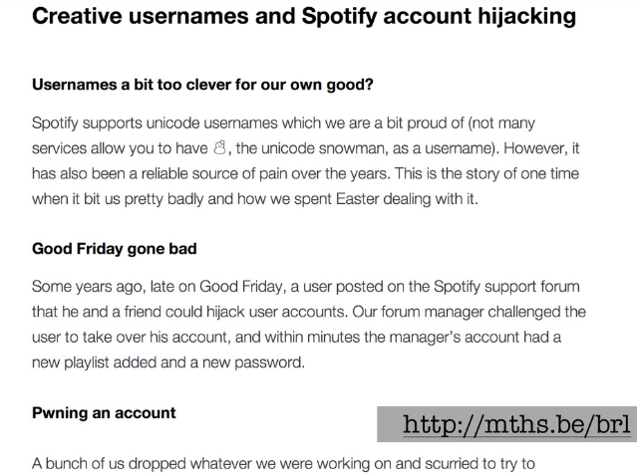 Creative usernames and Spotify account hijacking
Usernames a bit too clever for our own good?
Spotify supports unicode usernames which we are a bit proud of (not many
services allow you to have ☃, the unicode snowman, as a username). However, it
has also been a reliable source of pain over the years. This is the story of one time
when it bit us pretty badly and how we spent Easter dealing with it.
Good Friday gone bad
Some years ago, late on Good Friday, a user posted on the Spotify support forum
that he and a friend could hijack user accounts. Our forum manager challenged the
user to take over his account, and within minutes the manager's account had a
new playlist added and a new password.
Pwning an account
http://mths.be/brl
A bunch of us dropped whatever we were working on and scurried to try to